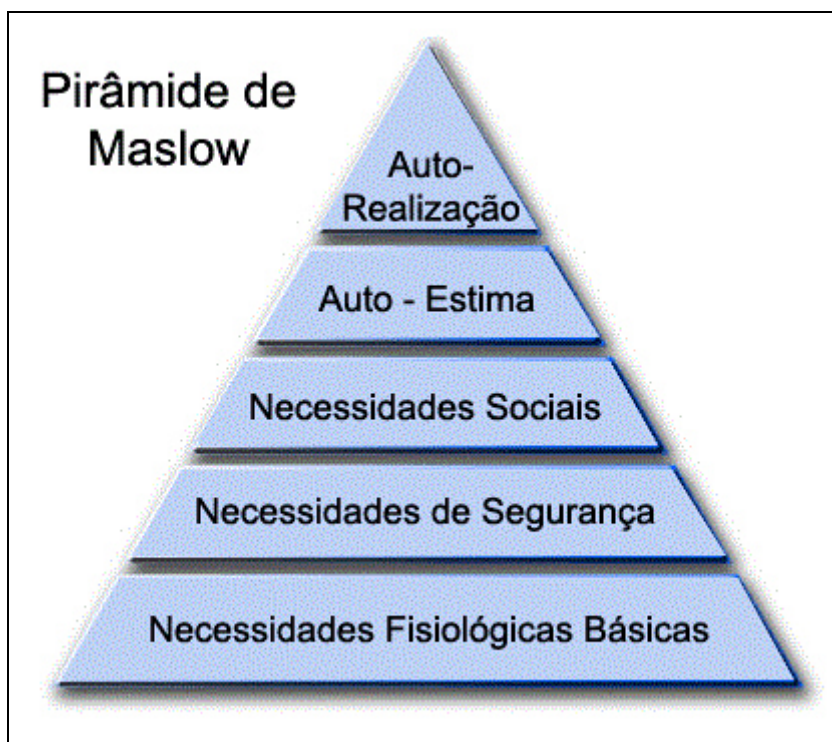 Pirâmide de
Maslow
Auto-
Realização
Auto - Estima
Necessidades Sociais
Necessidades de Segurança
Necessidades Fisiológicas Básicas